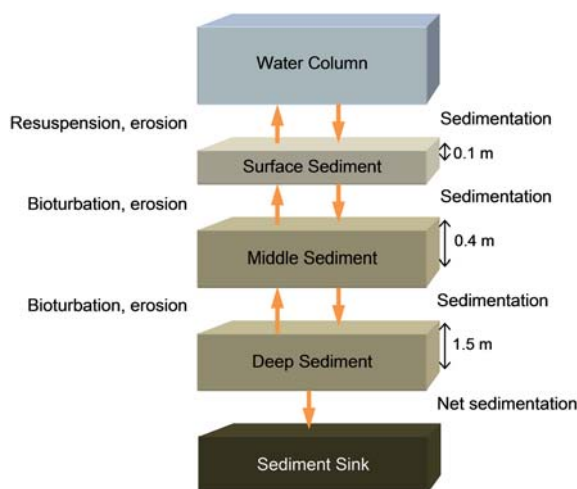 Water Column
Resuspension, erosion
Sedimentation
0.1 m
Surface Sediment
Bioturbation, erosion
Sedimentation
0.4 m
Middle Sediment
Bioturbation, erosion
Sedimentation
1.5 m
Deep Sediment
Net sedimentation
Sediment Sink